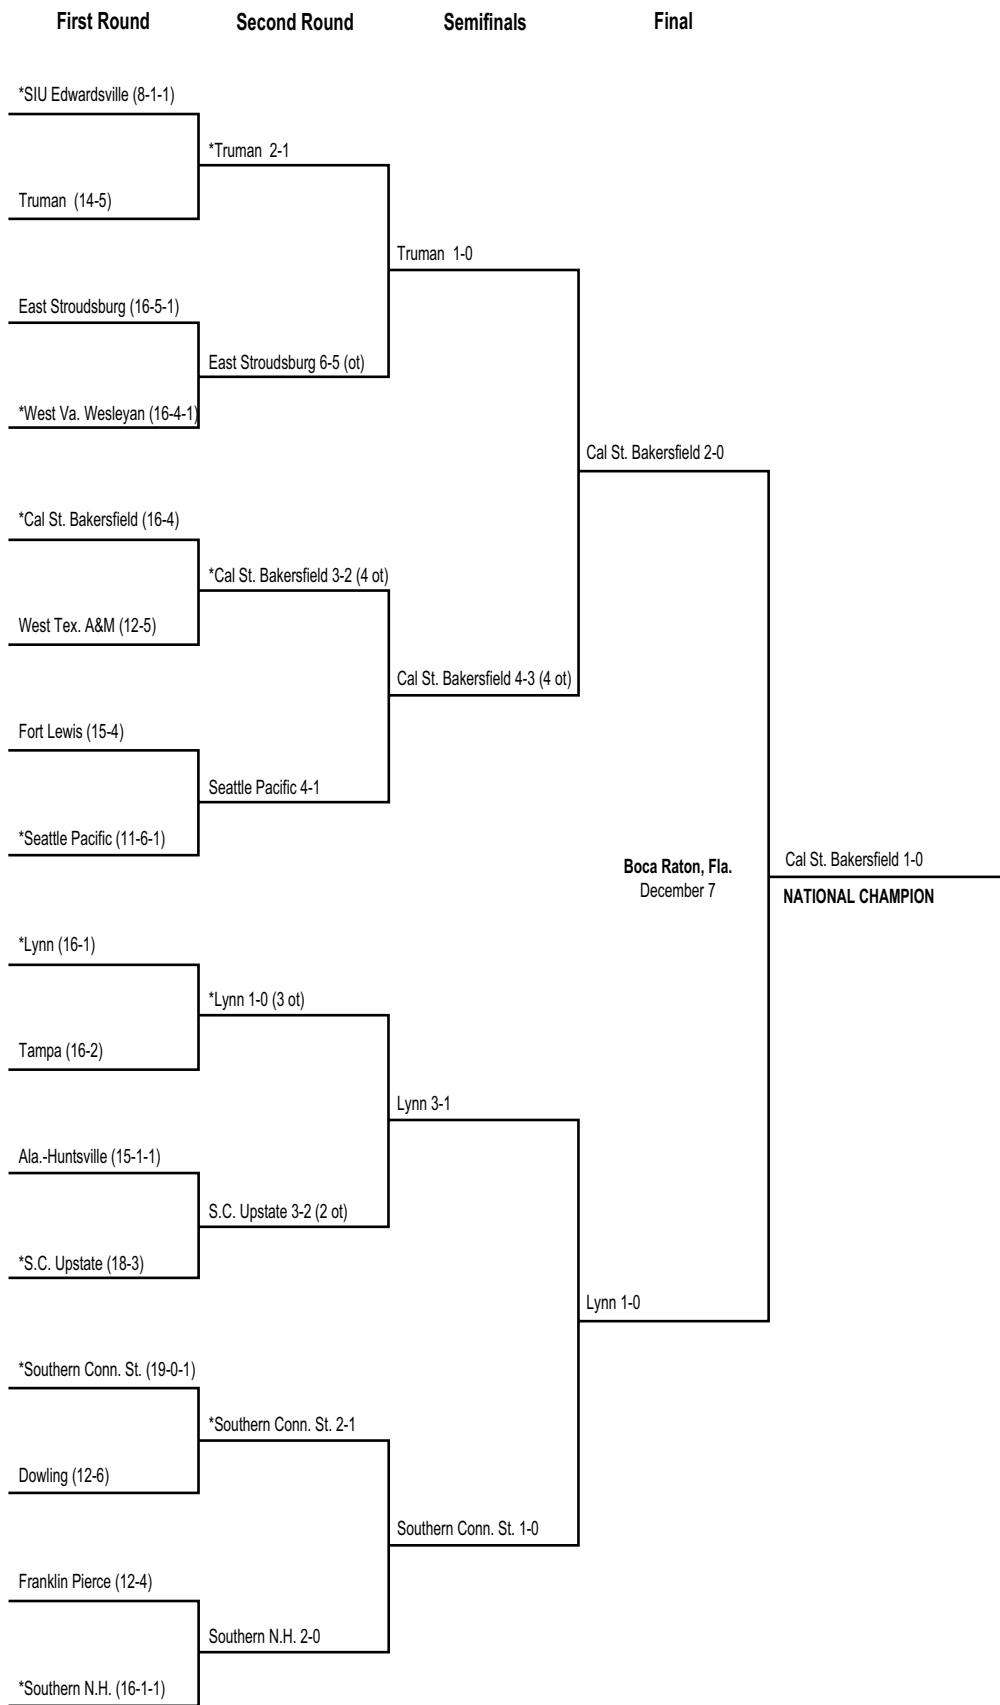 First Round
Second Round
Semifinals
Final
*SIU Edwardsville (8-1-1)
*Truman  2-1
Truman  (14-5)
Truman  1-0
East Stroudsburg (16-5-1)
East Stroudsburg 6-5 (ot)
*West Va. Wesleyan (16-4-1)
Cal St. Bakersfield 2-0
*Cal St. Bakersfield (16-4)
*Cal St. Bakersfield 3-2 (4 ot)
West Tex. A&M (12-5)
Cal St. Bakersfield 4-3 (4 ot)
Fort Lewis (15-4)
Seattle Pacific 4-1
*Seattle Pacific (11-6-1)
Boca Raton, Fla.
December 7
Cal St. Bakersfield 1-0
NATIONAL CHAMPION
*Lynn (16-1)
*Lynn 1-0 (3 ot)
Tampa (16-2)
Lynn 3-1
Ala.-Huntsville (15-1-1)
S.C. Upstate 3-2 (2 ot)
*S.C. Upstate (18-3)
Lynn 1-0
*Southern Conn. St. (19-0-1)
*Southern Conn. St. 2-1
Dowling (12-6)
Southern Conn. St. 1-0
Franklin Pierce (12-4)
Southern N.H. 2-0
*Southern N.H. (16-1-1)